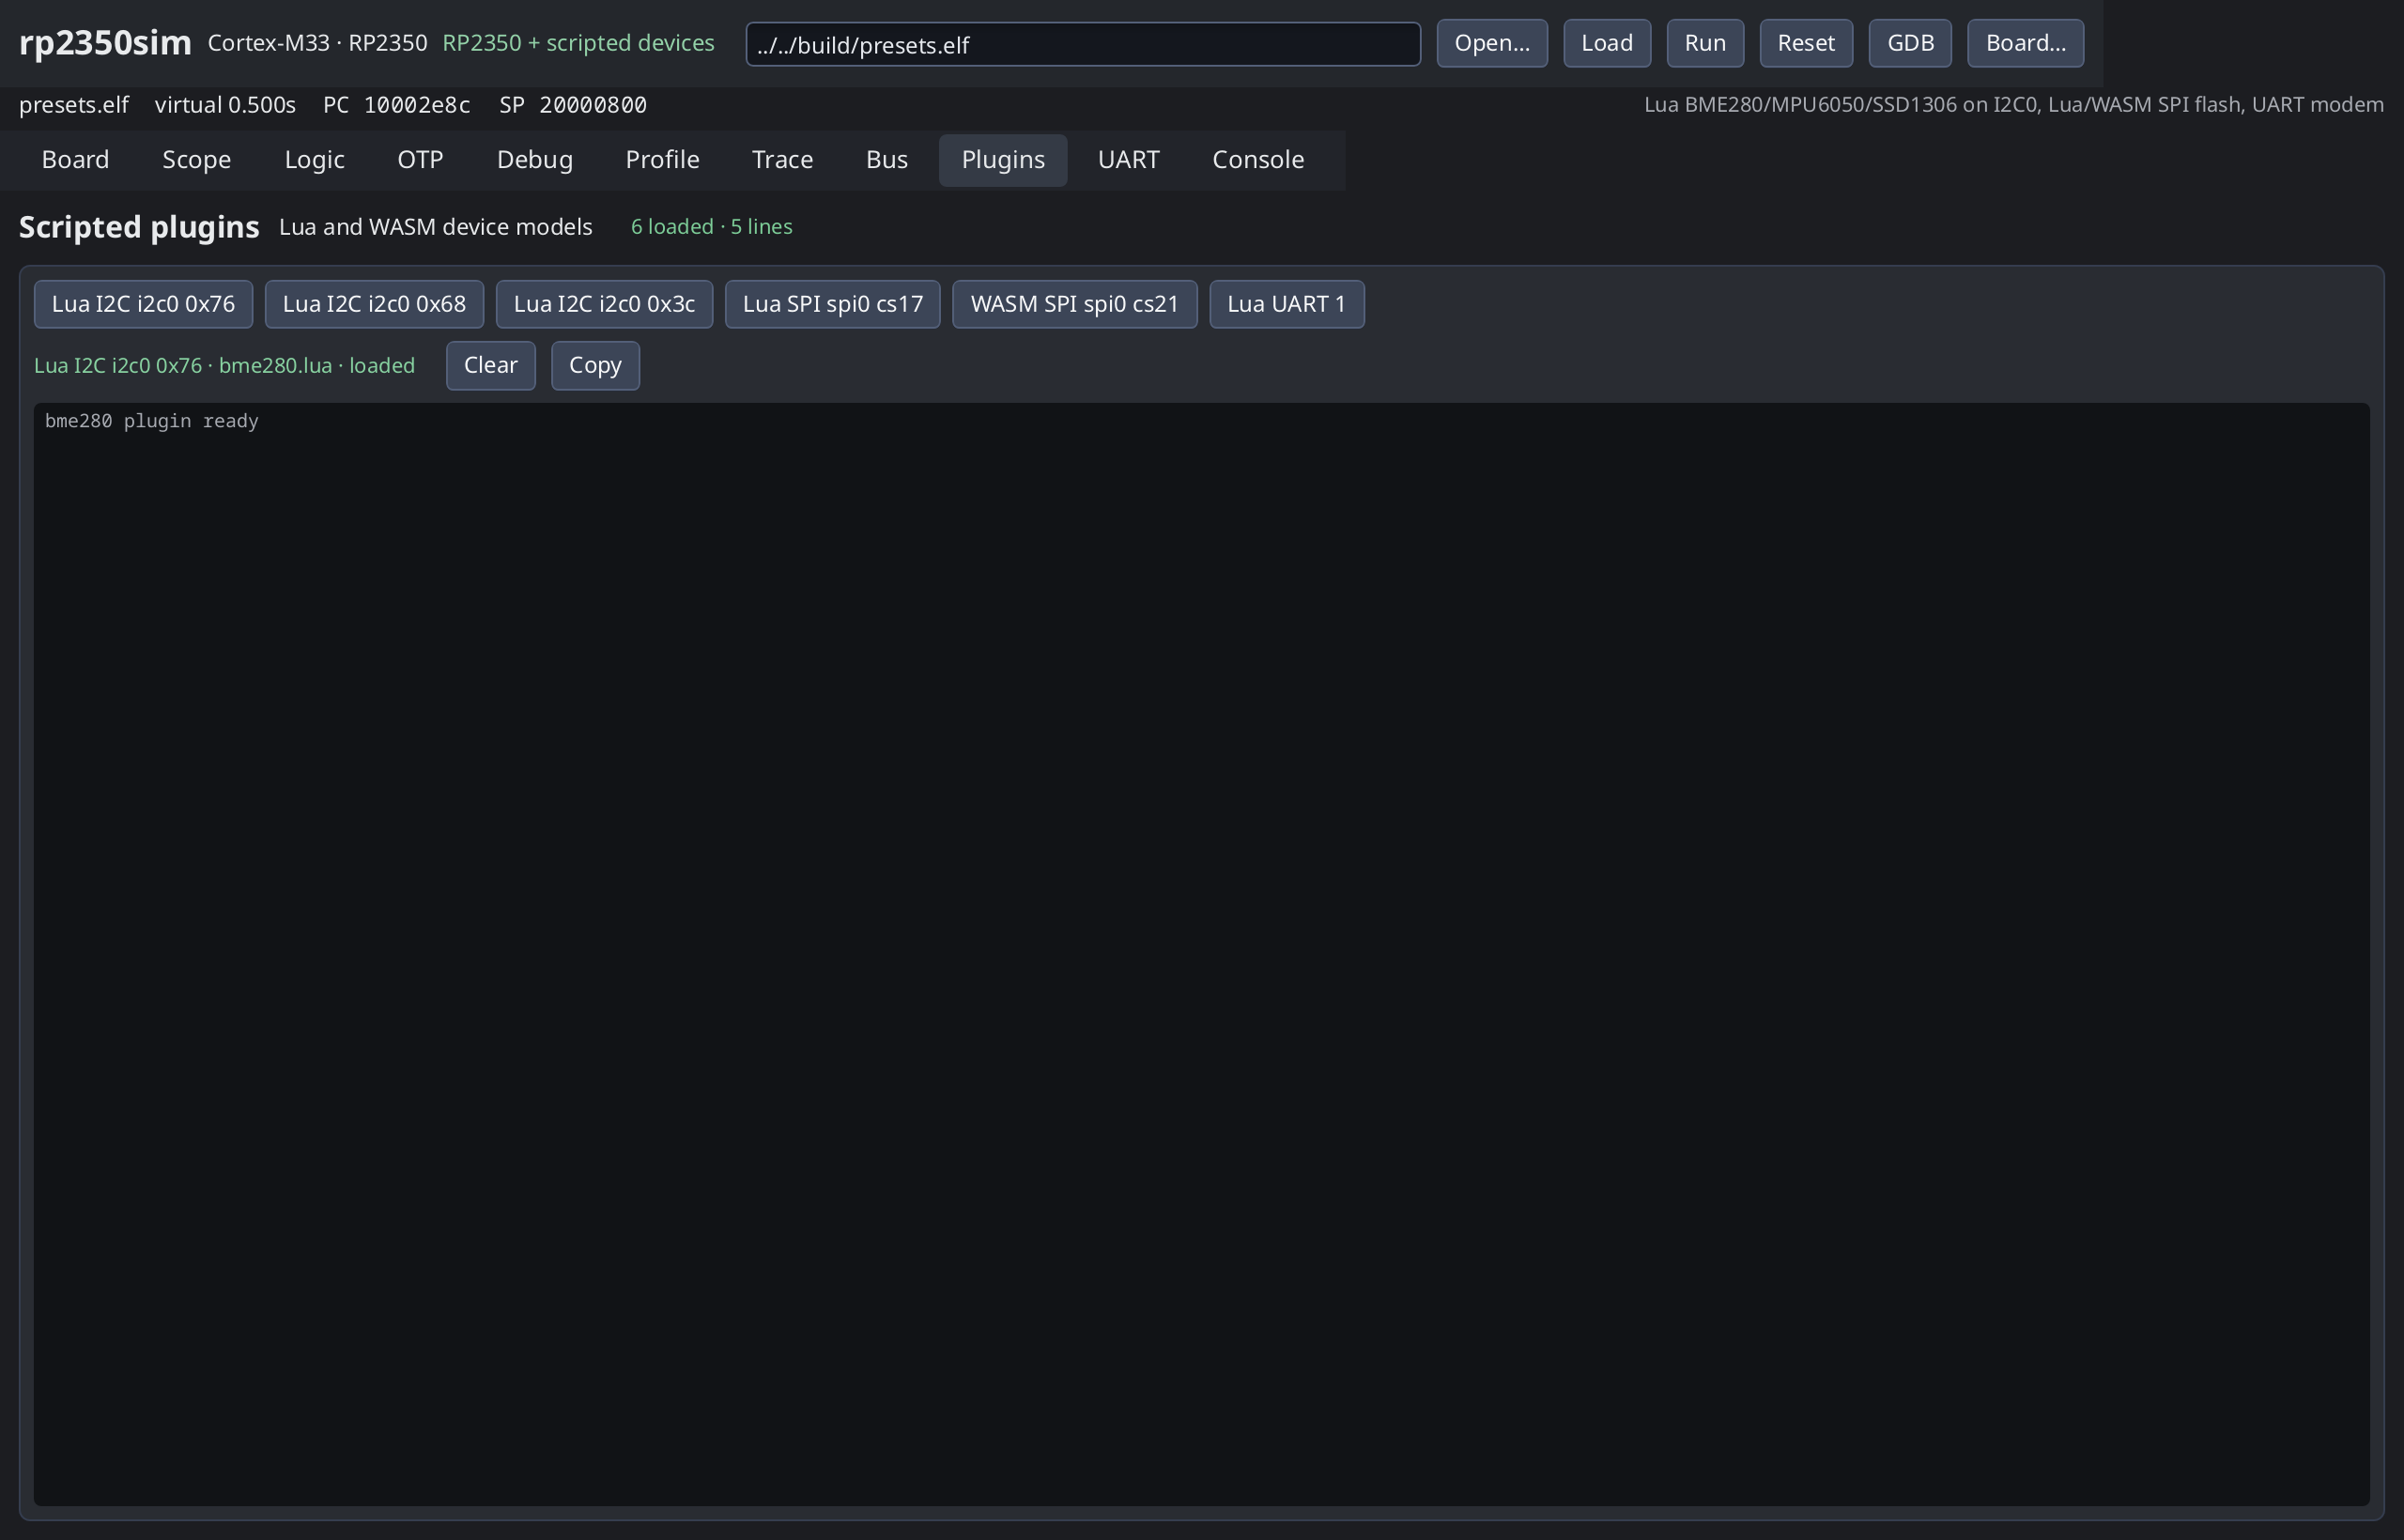 rp2350sim Cortex-M33 · RP2350 RP2350 + scripted devices ../../build/presets.elf Open... Load Run Reset GDB Board...
presets.elf virtual 0.500s PC 10002e8c SP 20000800 Lua BME280/MPU6050/SSD1306 on I2C0, Lua/WASM SPI flash, UART modem
Board Scope Logic OTP Debug Profile Trace Bus Plugins UART Console
Scripted plugins Lua and WASM device models 6 loaded · 5 lines
Lua I2C i2c0 0x76 Lua I2C i2c0 0x68 Lua I2C i2c0 0x3c Lua SPI spi0 cs17 WASM SPI spi0 cs21 Lua UART 1
Lua I2C i2c0 0x76 · bme280.lua · loaded Clear Copy
bme280 plugin ready